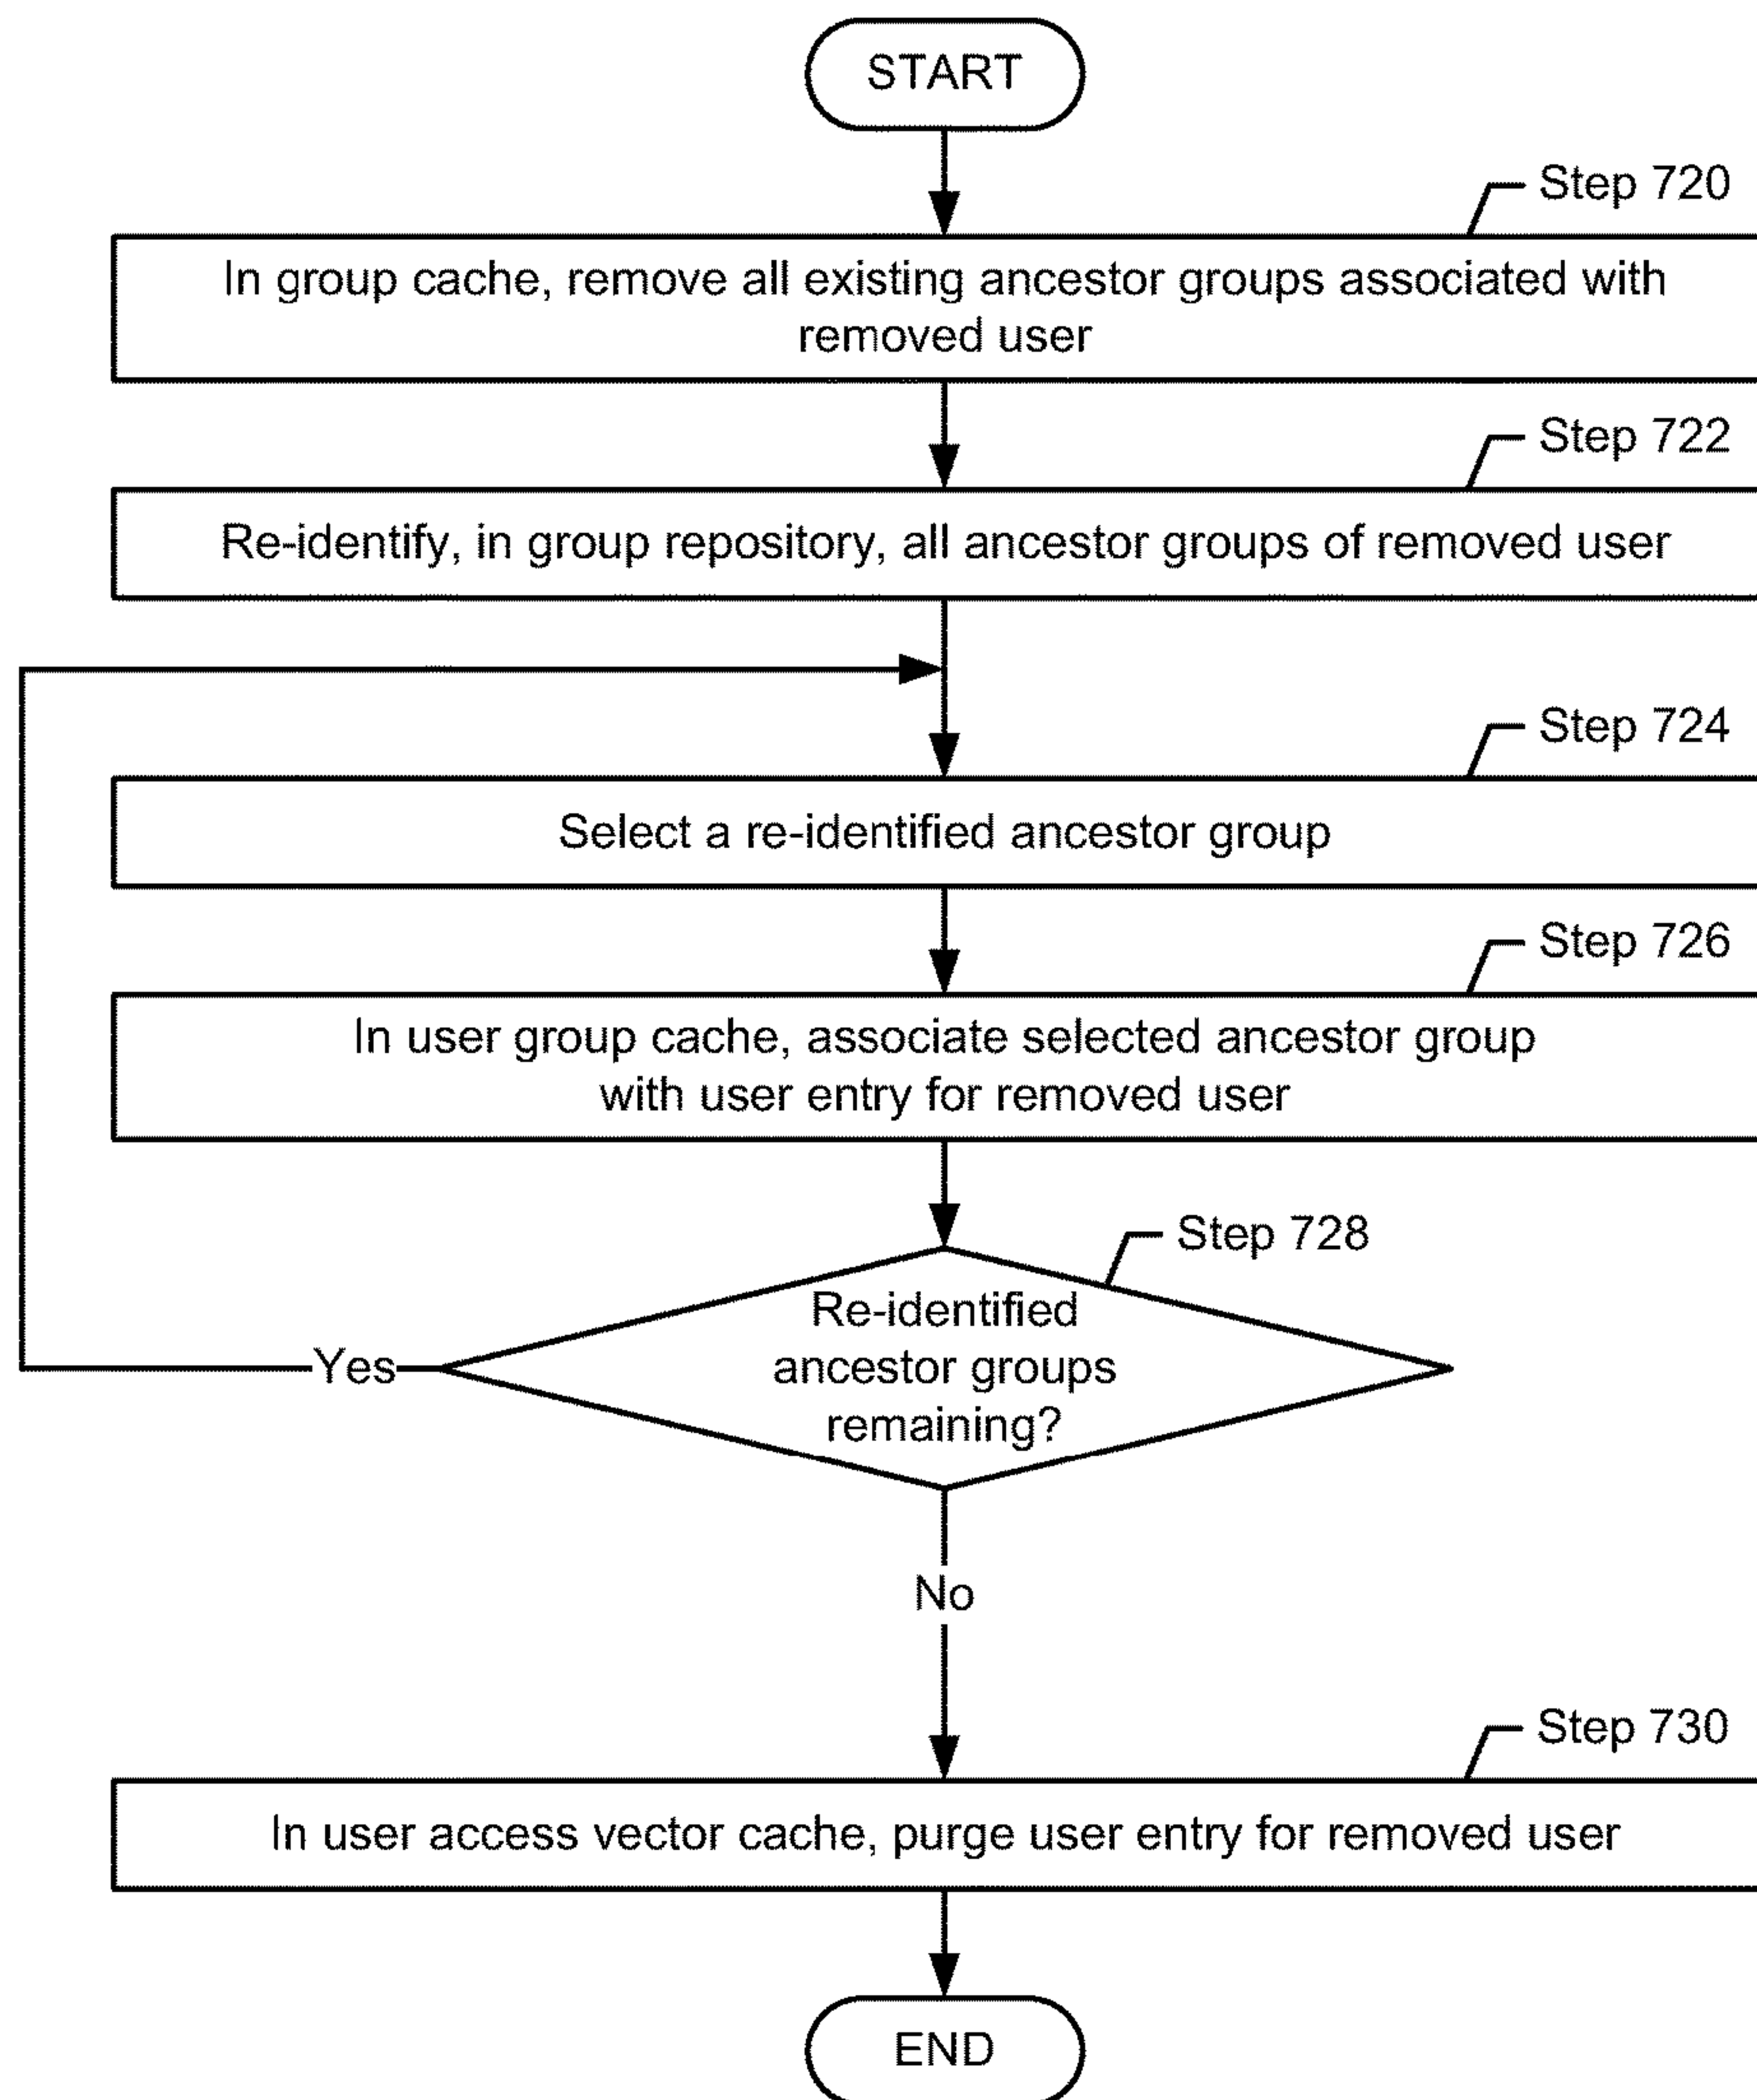 START
Step 720
In group cache, remove all existing ancestor groups associated with
removed user
Step 722
Re-identify, in group repository, all ancestor groups of removed user
Step 724
Select a re-identified ancestor group
Step 726
In user group cache, associate selected ancestor group
with user entry for removed user
Step 728
Re-identified
ancestor groups
remaining?
Yes
No
Step 730
In user access vector cache, purge user entry for removed user
END